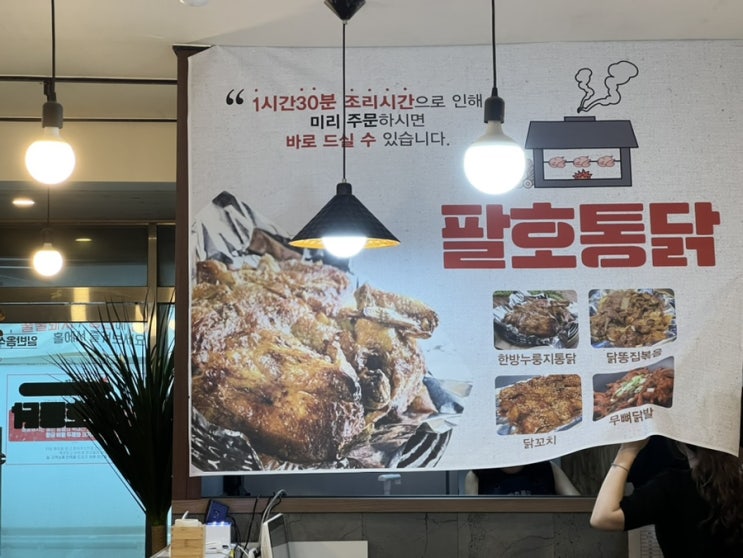 “ 1시간30분 조리시간으로 인해
미리 주문하시면
바로 드실 수 있습니다.
팔호통닭
한방누룽지통닭
닭똥집볶음
닭꼬치
무뼈닭발